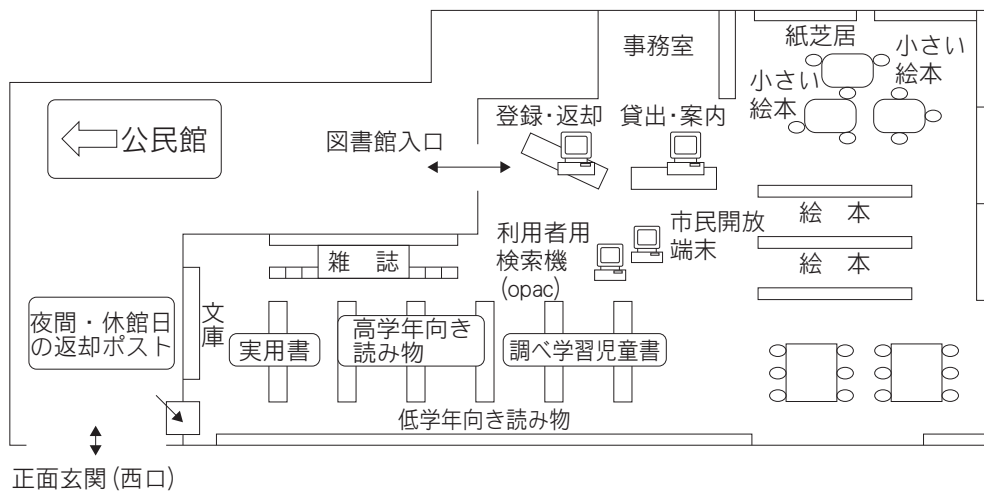 事務室
紙芝居
小さい
絵本
小さい
絵本
公民館
図書館入口
登録・返却
貸出・案内
絵 本
絵 本
利用者用
検索機
(opac)
市民開放
端末
雑 誌
文庫
夜間・休館日
の返却ポスト
実用書
高学年向き
読み物
調べ学習児童書
低学年向き読み物
正面玄関(西口)